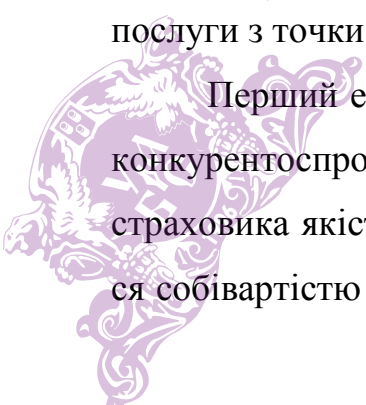 послуги з точки
Перший е
конкурентоспро
страховика якіс
ся собівартістю